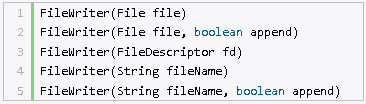 1 FileWriter(File file)
2 FileWriter(File file, boolean append)
3 FileWriter(FileDescriptor fd)
4 FileWriter(String fileName)
5 FileWriter(String fileName, boolean append)